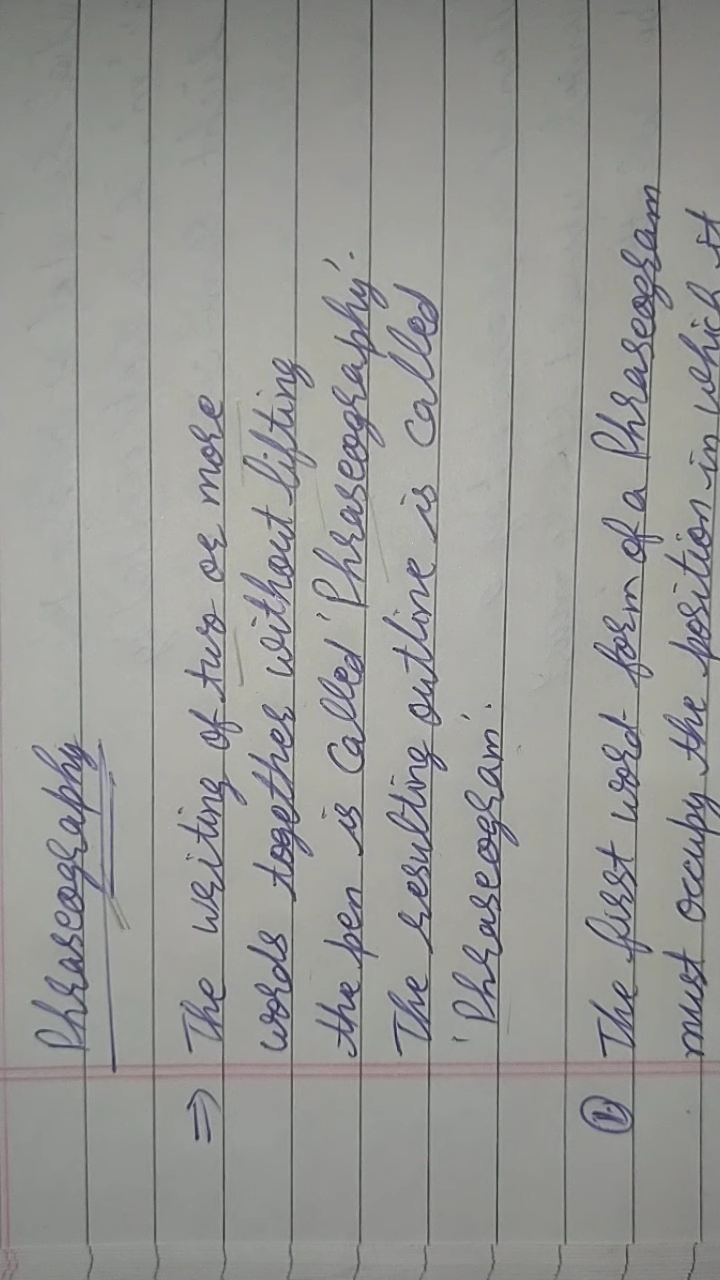 Phraseography
⇒ The writing of two or more
words together without lifting
the pen is called 'Phraseography'.
The resulting outline is called
'Phraseogram'.
① The first word-form of a Phraseogram
must occupy the position in which it